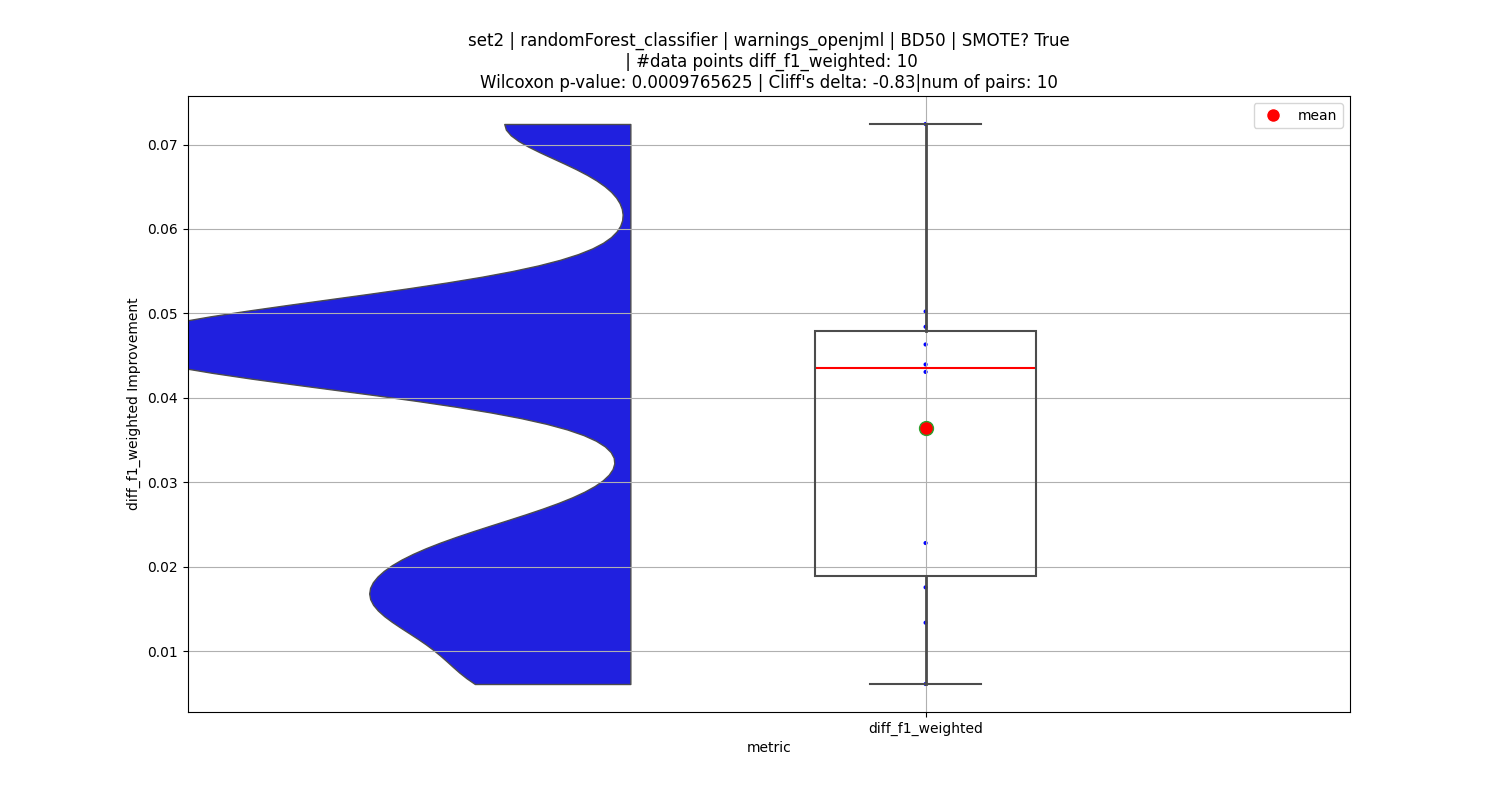 set2 | randomForest_classifier | warnings_openjml | BD50 | SMOTE? True
| #data points diff_f1_weighted: 10
Wilcoxon p-value: 0.0009765625 | Cliff's delta: -0.83|num of pairs: 10
mean
diff_f1_weighted Improvement
0.07
0.06
0.05
0.04
0.03
0.02
0.01
diff_f1_weighted
metric